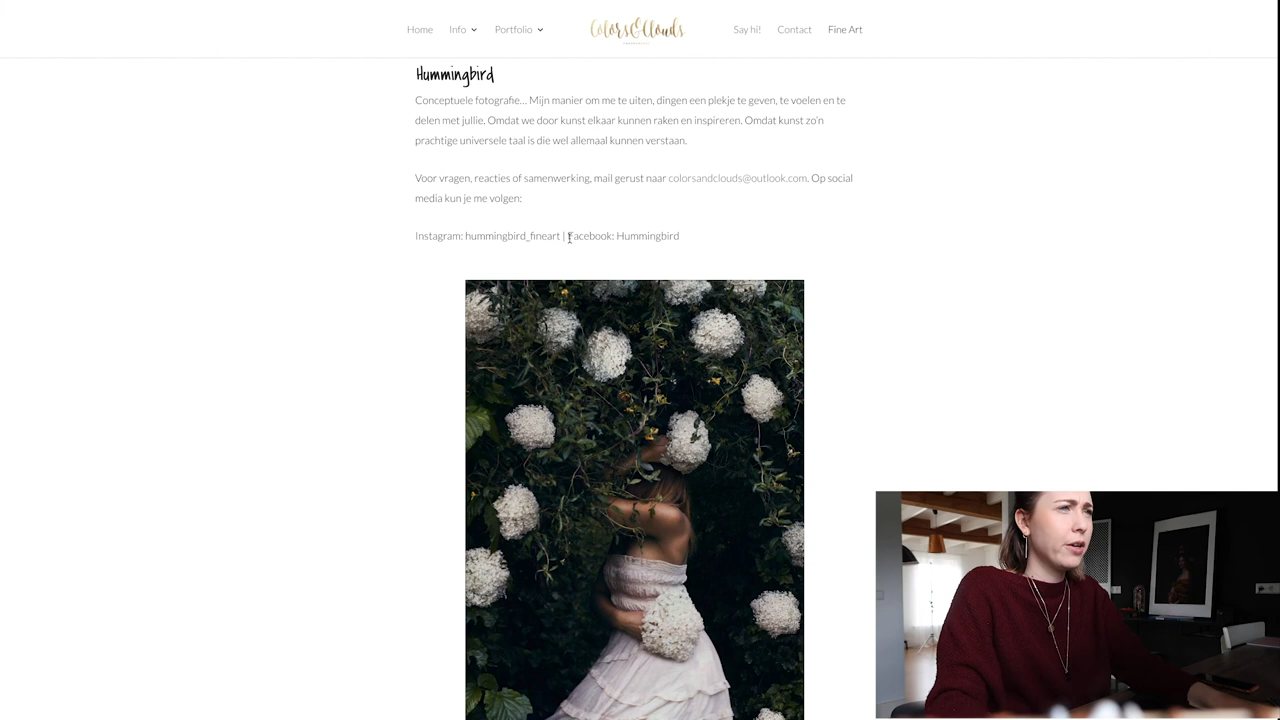 Home Info Portfolio Colors&Clouds Say hi! Contact Fine Art
Hummingbird
Conceptuele fotografie... Mijn manier om me te uiten, dingen een plekje te geven, te voelen en te
delen met jullie. Omdat we door kunst elkaar kunnen raken en inspireren. Omdat kunst zo'n
prachtige universele taal is die wel allemaal kunnen verstaan.
Voor vragen, reacties of samenwerking, mail gerust naar colorsandclouds@outlook.com. Op social
media kun je me volgen:
Instagram: hummingbird_fineart | Facebook: Hummingbird